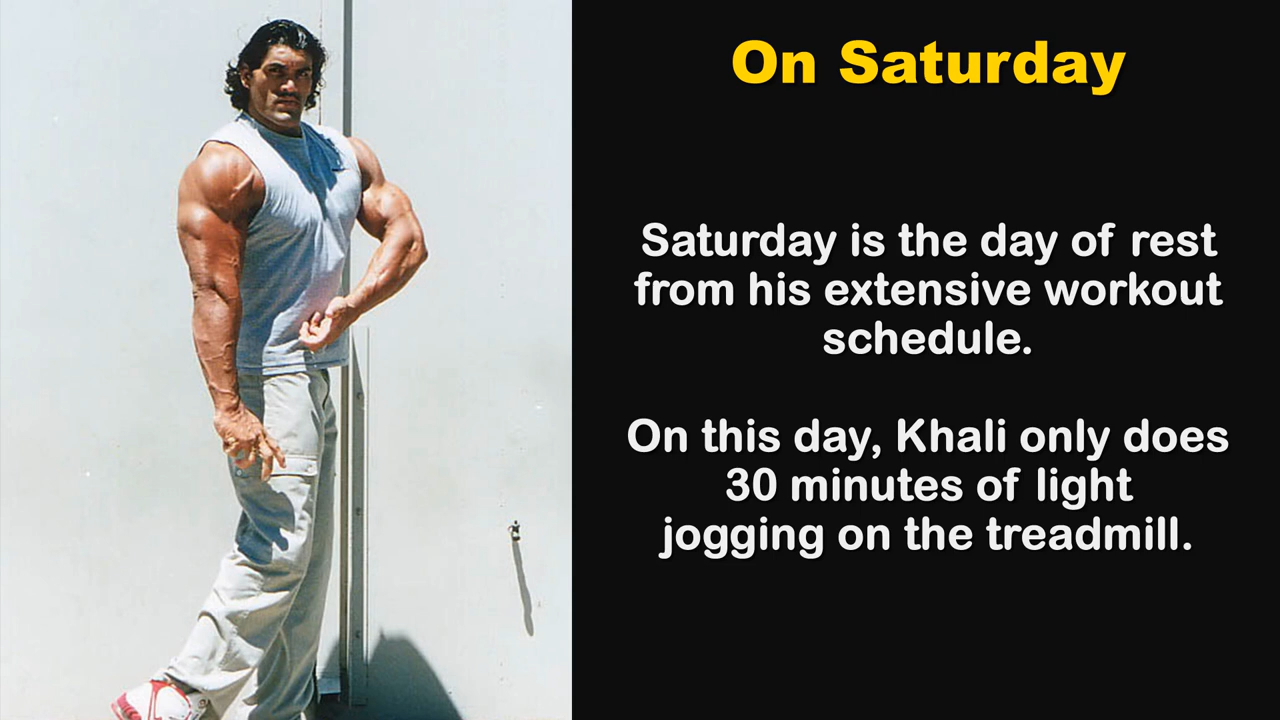 On Saturday
Saturday is the day of rest
from his extensive workout
schedule.
On this day, Khali only does
30 minutes of light
jogging on the treadmill.